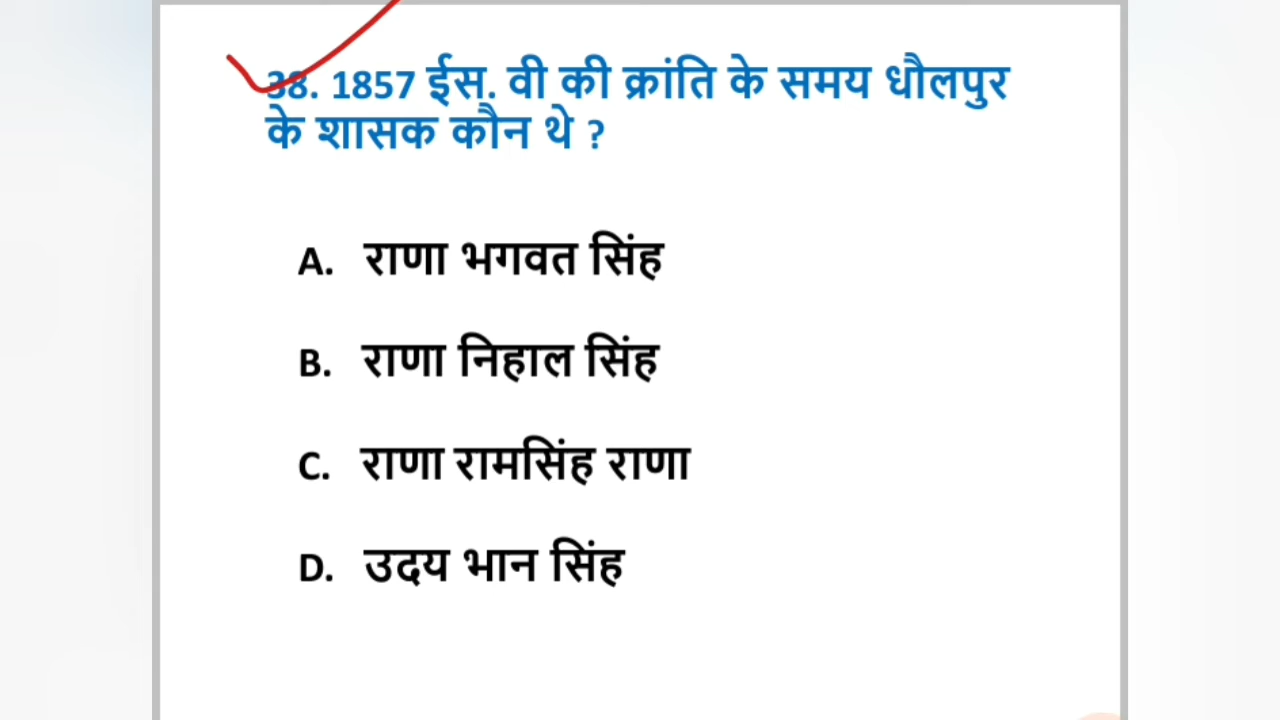 38. 1857 ईस. वी की क्रांति के समय धौलपुर
के शासक कौन थे ?
A. राणा भगवत सिंह
B. राणा निहाल सिंह
C. राणा रामसिंह राणा
D. उदय भान सिंह